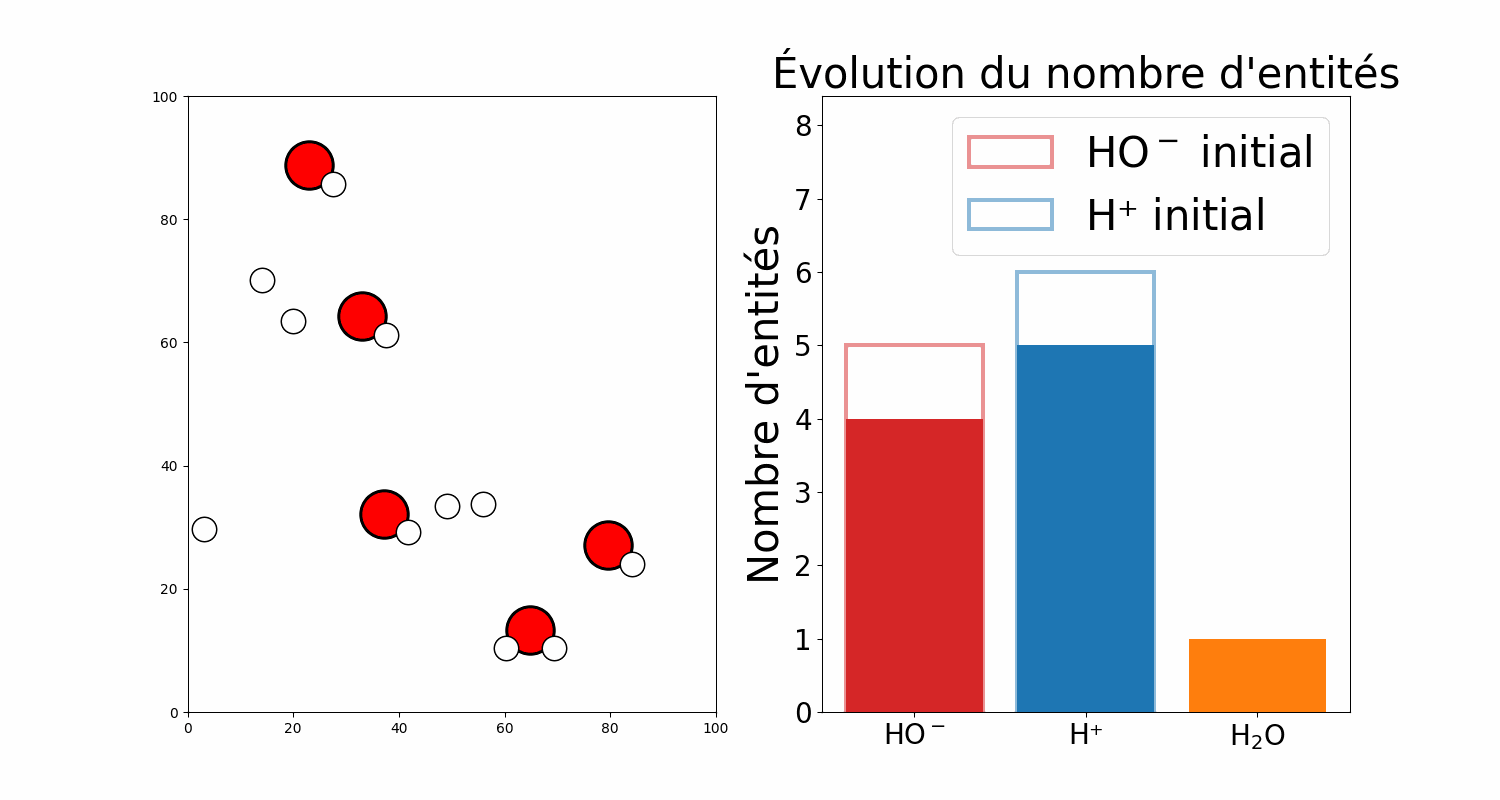 Évolution du nombre d'entités
100
80
60
40
20
0
0 20 40 60 80 100
Nombre d'entités
8
7
6
5
4
3
2
1
0
HO⁻ initial
H⁺ initial
HO⁻ H⁺ H₂O